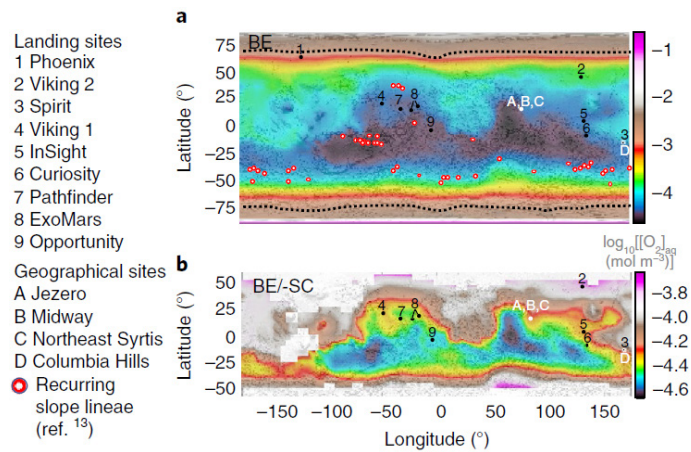 Landing sites
1 Phoenix
2 Viking 2
3 Spirit
4 Viking 1
5 InSight
6 Curiosity
7 Pathfinder
8 ExoMars
9 Opportunity
Geographical sites
A Jezero
B Midway
C Northeast Syrtis
D Columbia Hills
Recurring
slope lineae
(ref. 13)
a
BE
75
50
25
0
−25
−50
−75
Latitude (°)
1
2
4
7
8
9
A,B,C
5
6
3
D
−1
−2
−3
−4
log10[[O2]aq
(mol m−3)]
b
BE/-SC
50
25
0
−25
−50
Latitude (°)
2
4
7
8
9
A,B,C
5
6
3
D
−3.8
−4.0
−4.2
−4.4
−4.6
−150 −100 −50 0 50 100 150
Longitude (°)